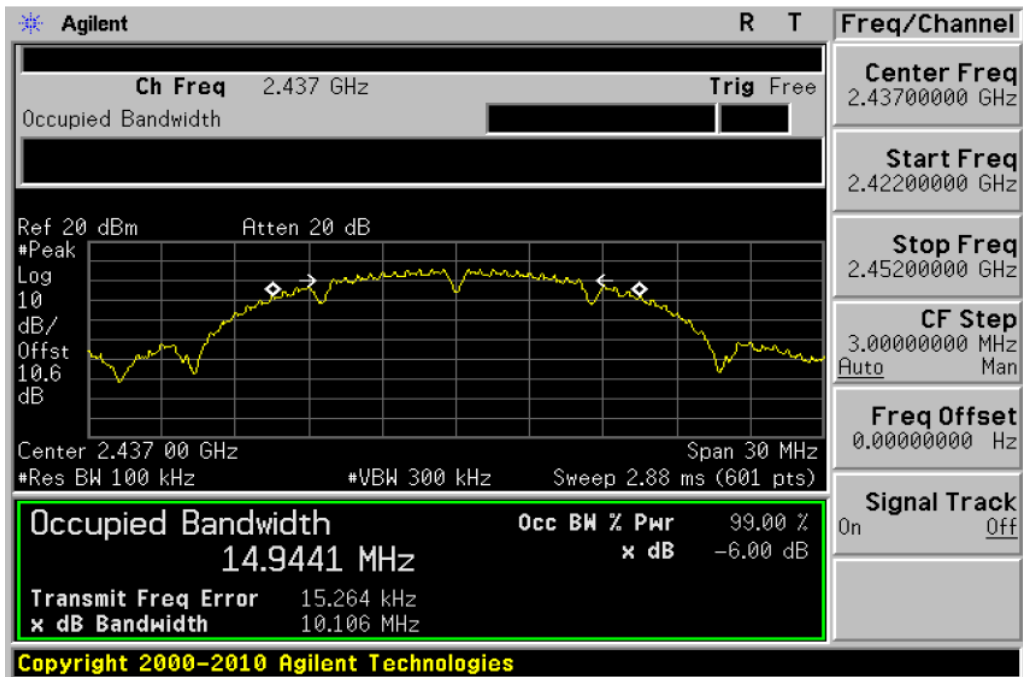 Agilent R T
Ch Freq 2.437 GHz Trig Free
Occupied Bandwidth
Ref 20 dBm Atten 20 dB
#Peak
Log
10
dB/
Offst
10.6
dB
Center 2.437 00 GHz Span 30 MHz
#Res BW 100 kHz #VBW 300 kHz Sweep 2.88 ms (601 pts)
Occupied Bandwidth Occ BW % Pwr 99.00 %
14.9441 MHz x dB -6.00 dB
Transmit Freq Error 15.264 kHz
x dB Bandwidth 10.106 MHz
Copyright 2000-2010 Agilent Technologies
Freq/Channel
Center Freq
2.43700000 GHz
Start Freq
2.42200000 GHz
Stop Freq
2.45200000 GHz
CF Step
3.00000000 MHz
Auto Man
Freq Offset
0.00000000 Hz
Signal Track
On Off